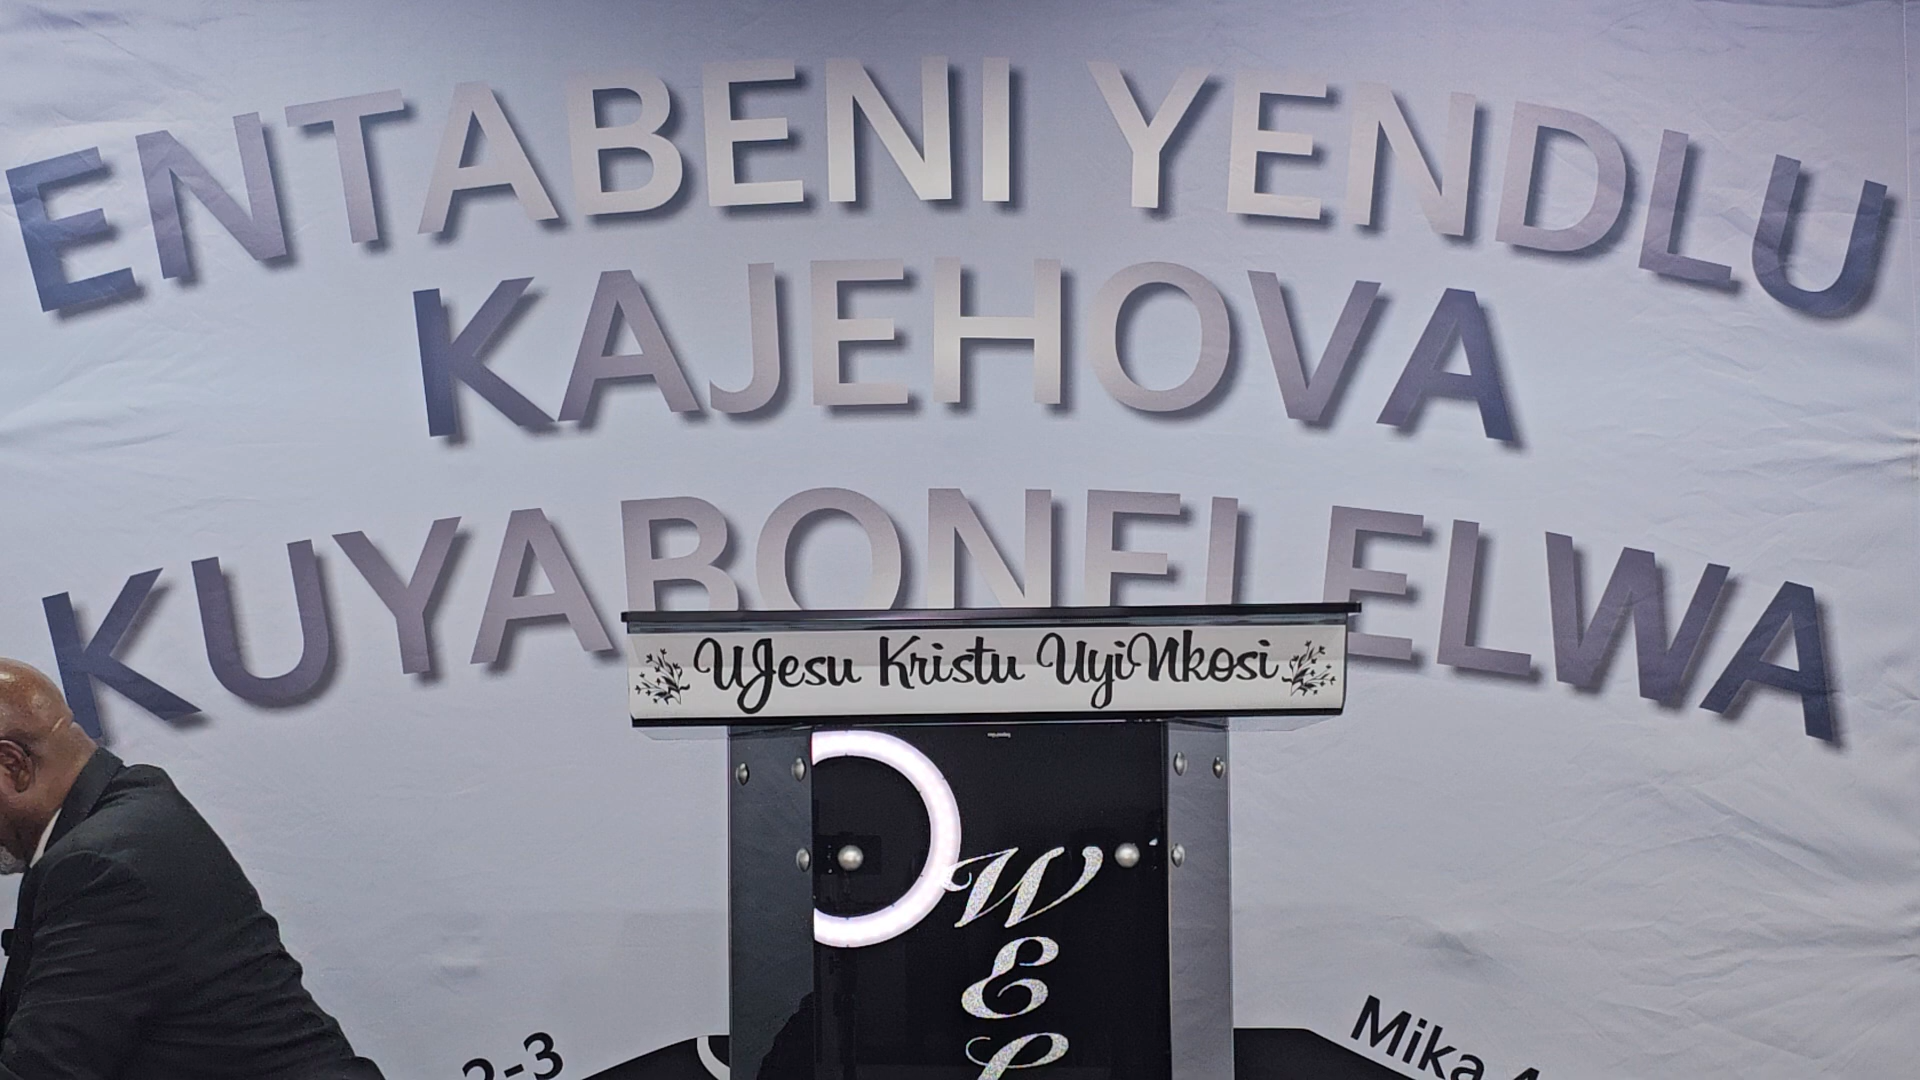 ENTABENI YENDLU
KAJEHOVA
KUYABONELELWA
UJesu Kristu UyiNkosi
W
E
2-3
Mika